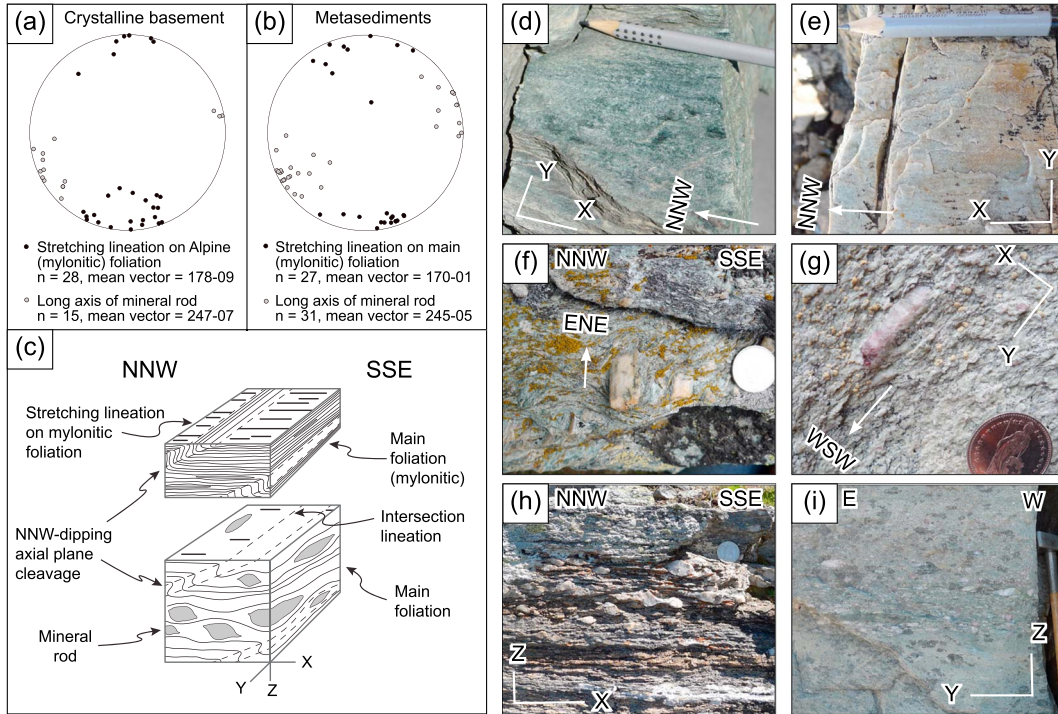 (a)
Crystalline basement
Stretching lineation on Alpine
(mylonitic) foliation
n = 28, mean vector = 178-09
Long axis of mineral rod
n = 15, mean vector = 247-07
(b)
Metasediments
Stretching lineation on main
(mylonitic) foliation
n = 27, mean vector = 170-01
Long axis of mineral rod
n = 31, mean vector = 245-05
(c)
NNW
SSE
Stretching lineation
on mylonitic
foliation
Main
foliation
(mylonitic)
NNW-dipping
axial plane
cleavage
Intersection
lineation
Main
foliation
Mineral
rod
X
Y
Z
(d)
Y
X
NNW
(e)
Y
X
NNW
(f)
NNW
SSE
ENE
(g)
X
Y
WSW
(h)
NNW
SSE
Z
X
(i)
E
W
Z
Y